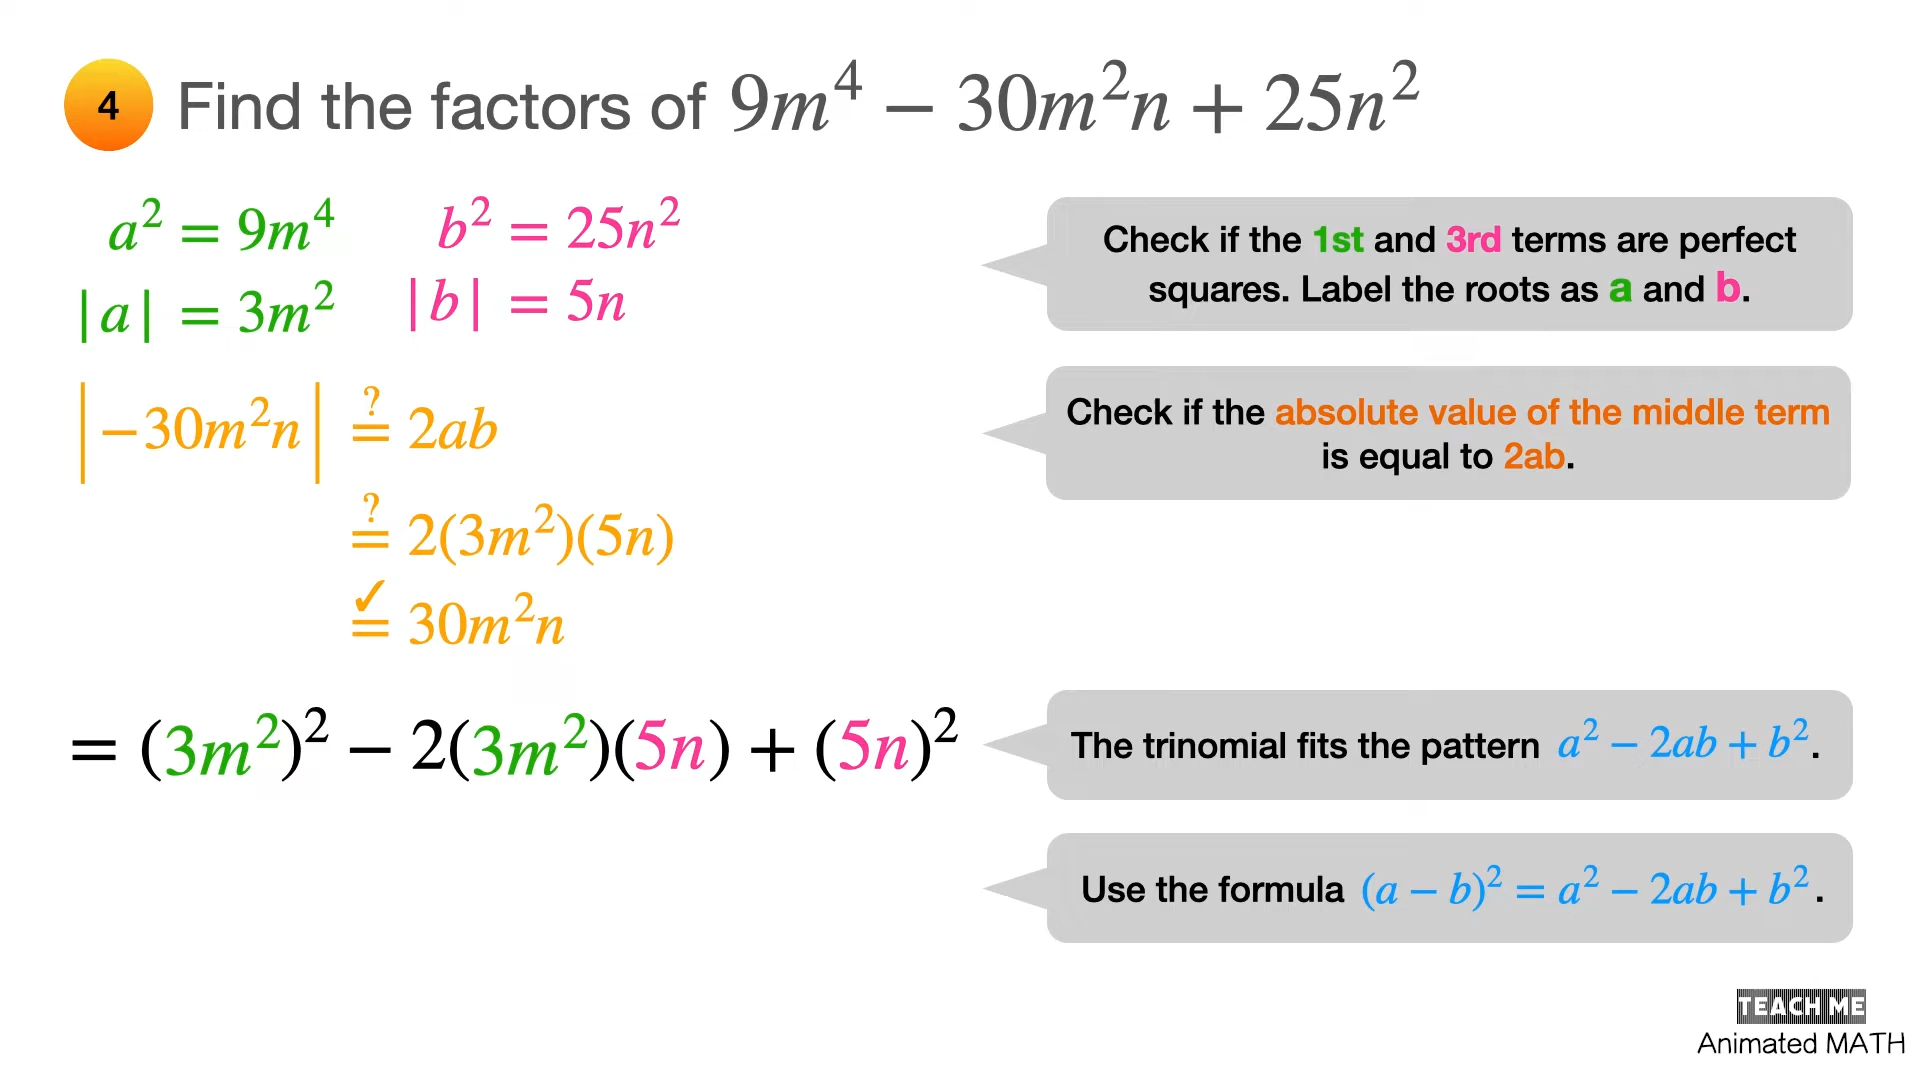 4 Find the factors of 9m⁴ − 30m²n + 25n²
a² = 9m⁴ b² = 25n²
|a| = 3m² |b| = 5n
Check if the 1st and 3rd terms are perfect
squares. Label the roots as a and b.
|−30m²n| ≟ 2ab
Check if the absolute value of the middle term
is equal to 2ab.
≟ 2(3m²)(5n)
✓= 30m²n
= (3m²)² − 2(3m²)(5n) + (5n)²
The trinomial fits the pattern a² − 2ab + b².
Use the formula (a − b)² = a² − 2ab + b².
TEACH ME
Animated MATH